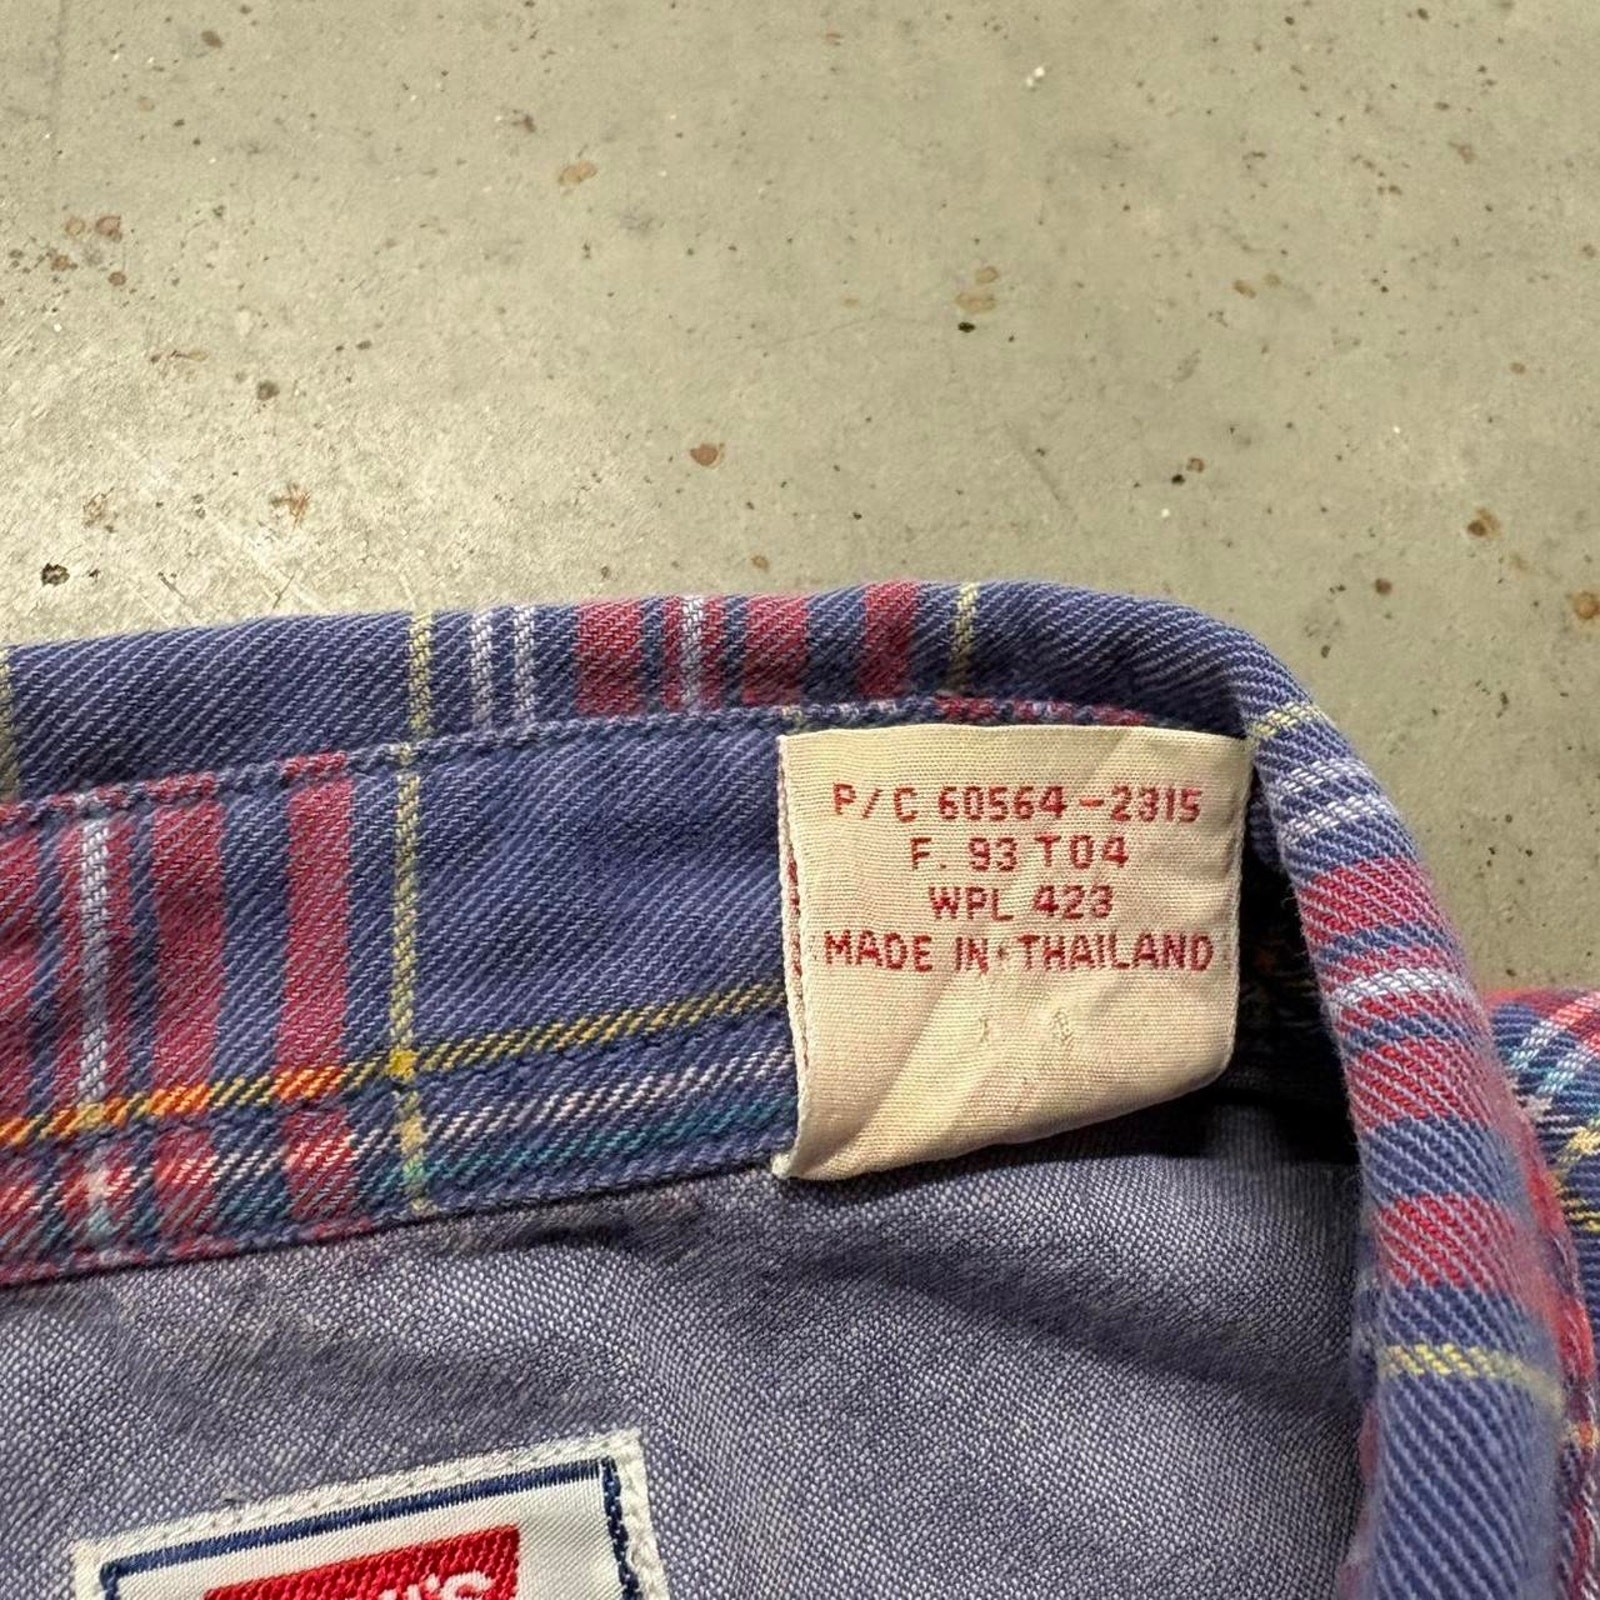 P/C 60564-2315
F. 93 T04
WPL 423
MADE IN THAILAND